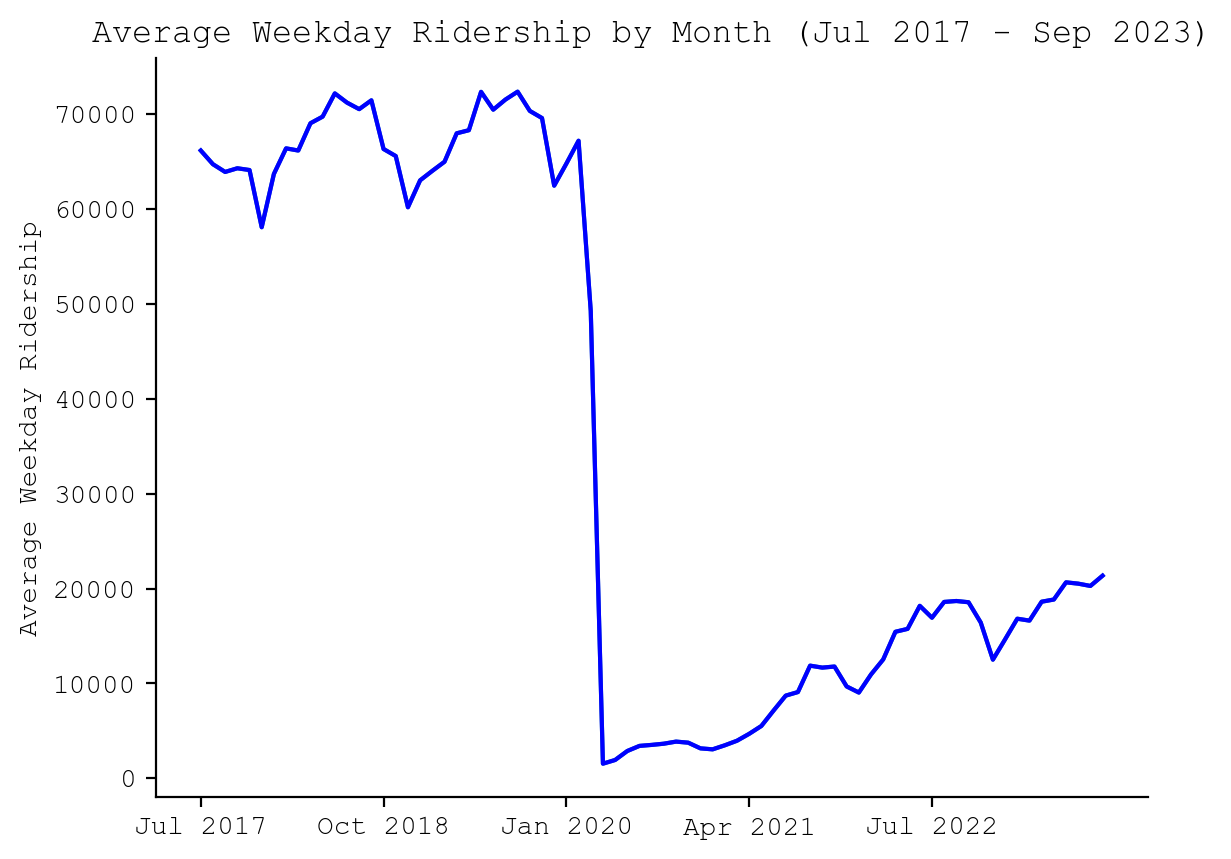 Average Weekday Ridership by Month (Jul 2017 - Sep 2023)
Average Weekday Ridership
70000
60000
50000
40000
30000
20000
10000
0
Jul 2017
Oct 2018
Jan 2020
Apr 2021
Jul 2022